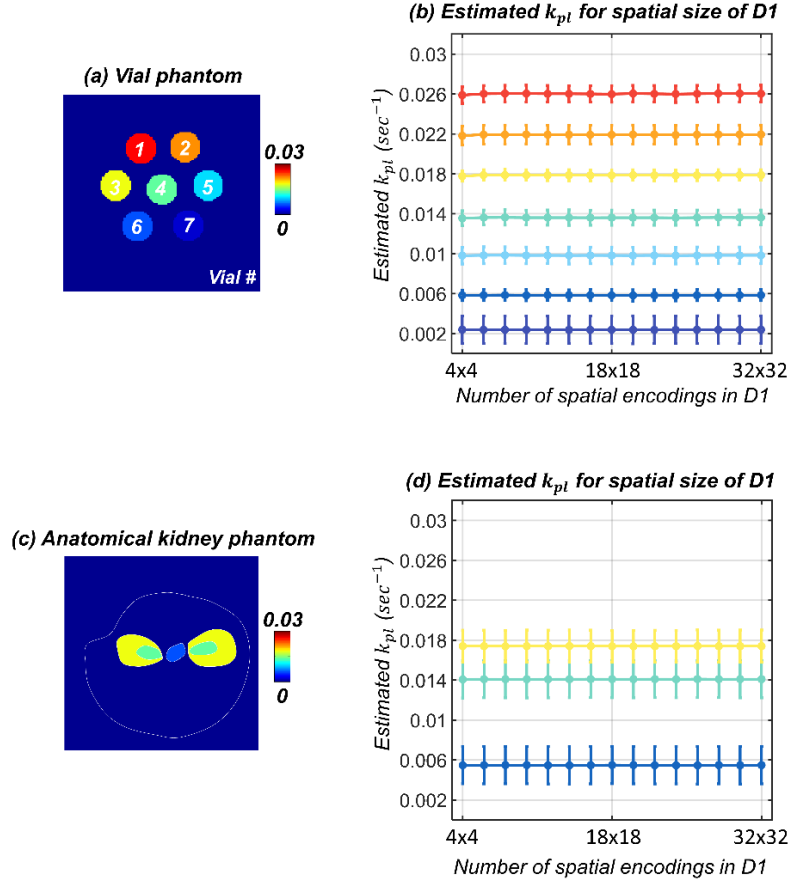 (a) Vial phantom
1 2
3 4 5
6 7
Vial #
0.03
0
(b) Estimated k_pl for spatial size of D1
Estimated k_pl (sec⁻¹)
0.03
0.026
0.022
0.018
0.014
0.01
0.006
0.002
4x4 18x18 32x32
Number of spatial encodings in D1
(c) Anatomical kidney phantom
0.03
0
(d) Estimated k_pl for spatial size of D1
Estimated k_pl (sec⁻¹)
0.03
0.026
0.022
0.018
0.014
0.01
0.006
0.002
4x4 18x18 32x32
Number of spatial encodings in D1